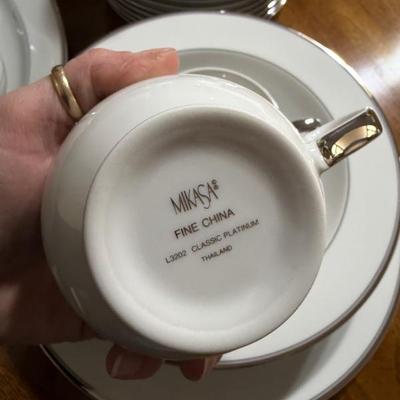 MIKASA®
FINE CHINA
L3202 CLASSIC PLATINUM
THAILAND